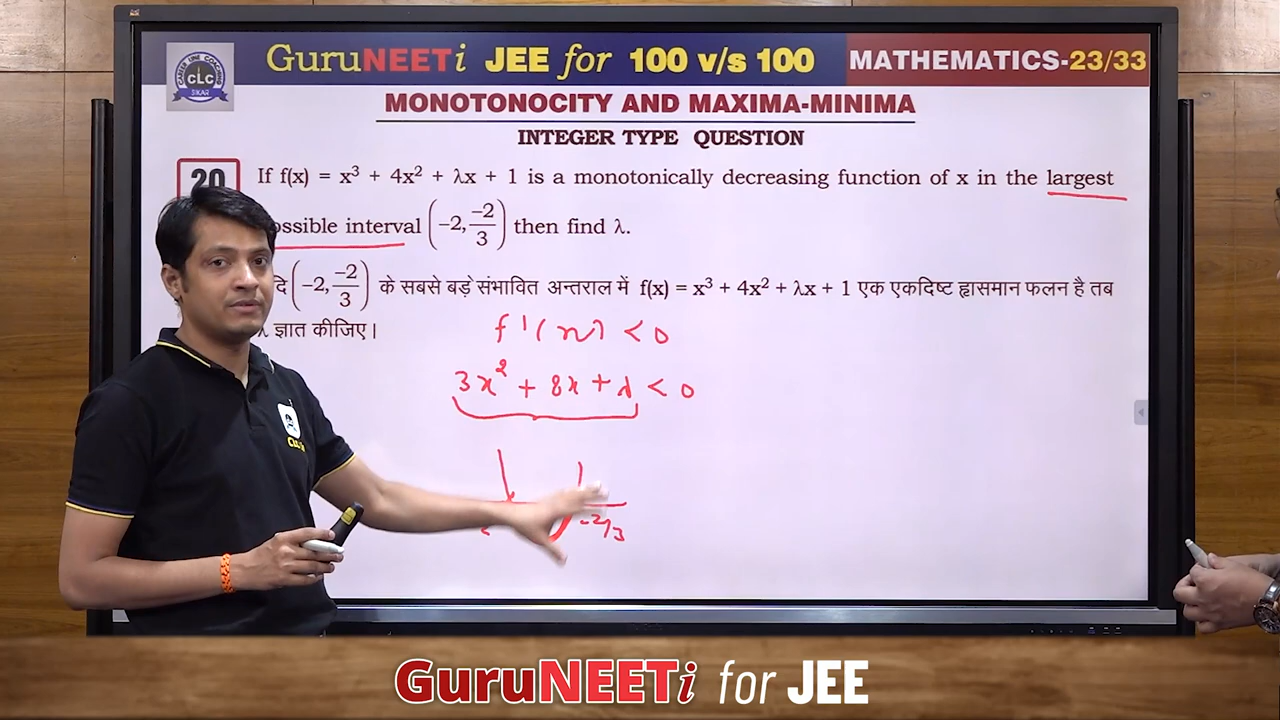 GuruNEETi JEE for 100 v/s 100
MATHEMATICS-23/33
CLC
SIKAR
MONOTONOCITY AND MAXIMA-MINIMA
INTEGER TYPE QUESTION
20
If f(x) = x³ + 4x² + λx + 1 is a monotonically decreasing function of x in the largest
ossible interval (-2, -2/3) then find λ.
दि (-2, -2/3) के सबसे बड़े संभावित अन्तराल में f(x) = x³ + 4x² + λx + 1 एक एकदिष्ट ह्रासमान फलन है तब
λ ज्ञात कीजिए।
f'(x) < 0
3x² + 8x + λ < 0
-2/3
GuruNEETi for JEE